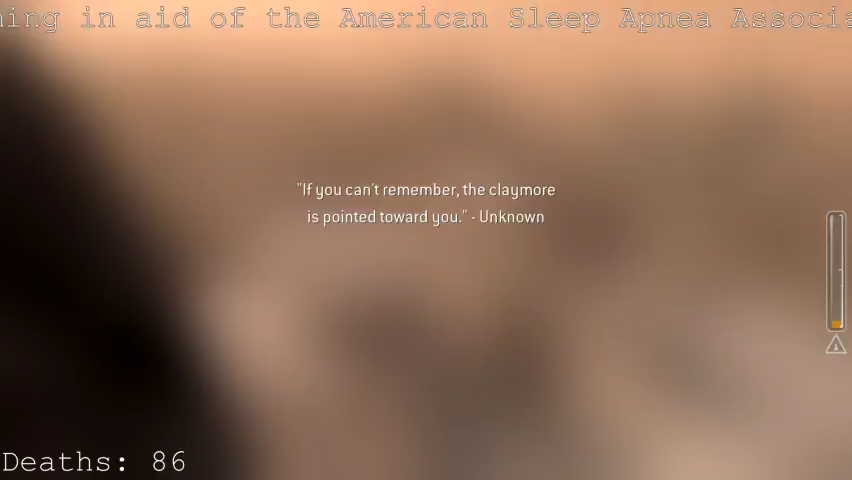 ning in aid of the American Sleep Apnea Associa
"If you can't remember, the claymore
is pointed toward you." - Unknown
Deaths: 86